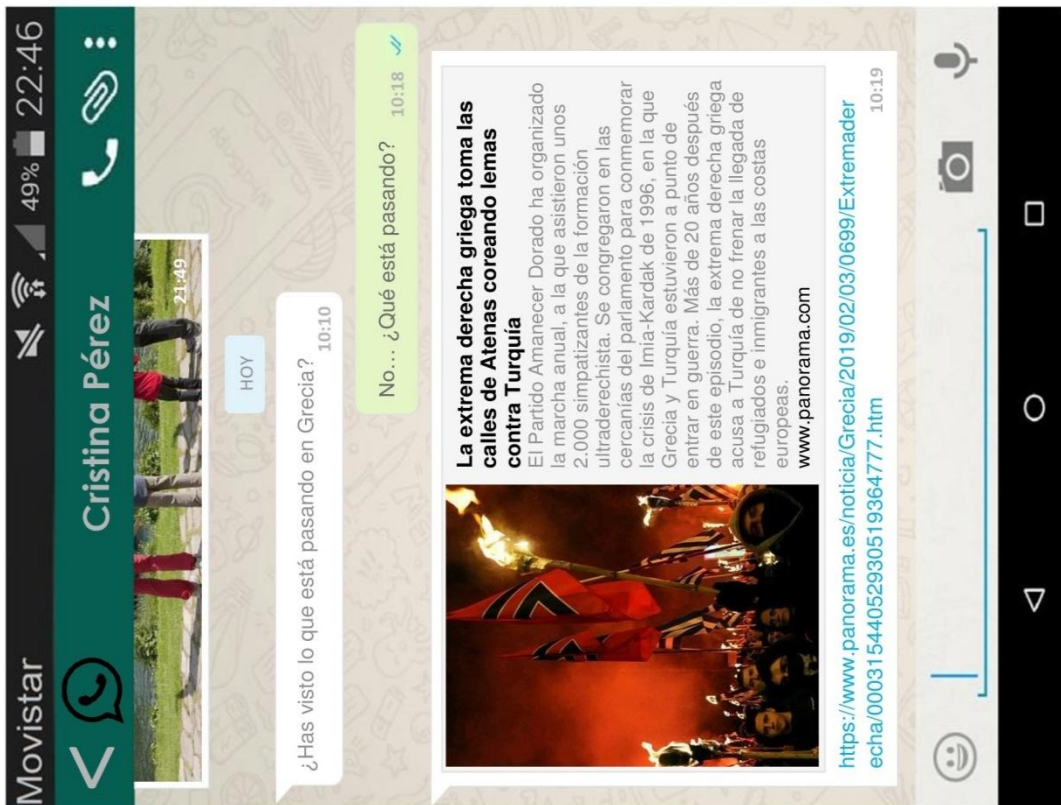 Movistar 49% 22:46
Cristina Pérez
21:49
HOY
¿Has visto lo que está pasando en Grecia? 10:10
No... ¿Qué está pasando? 10:18
La extrema derecha griega toma las
calles de Atenas coreando lemas
contra Turquía
El Partido Amanecer Dorado ha organizado
la marcha anual, a la que asistieron unos
2.000 simpatizantes de la formación
ultraderechista. Se congregaron en las
cercanías del parlamento para conmemorar
la crisis de Imia-Kardak de 1996, en la que
Grecia y Turquía estuvieron a punto de
entrar en guerra. Más de 20 años después
de este episodio, la extrema derecha griega
acusa a Turquía de no frenar la llegada de
refugiados e inmigrantes a las costas
europeas.
www.panorama.com
https://www.panorama.es/noticia/Grecia/2019/02/03/0699/Extremader
echa/00031544052930519364777.htm 10:19